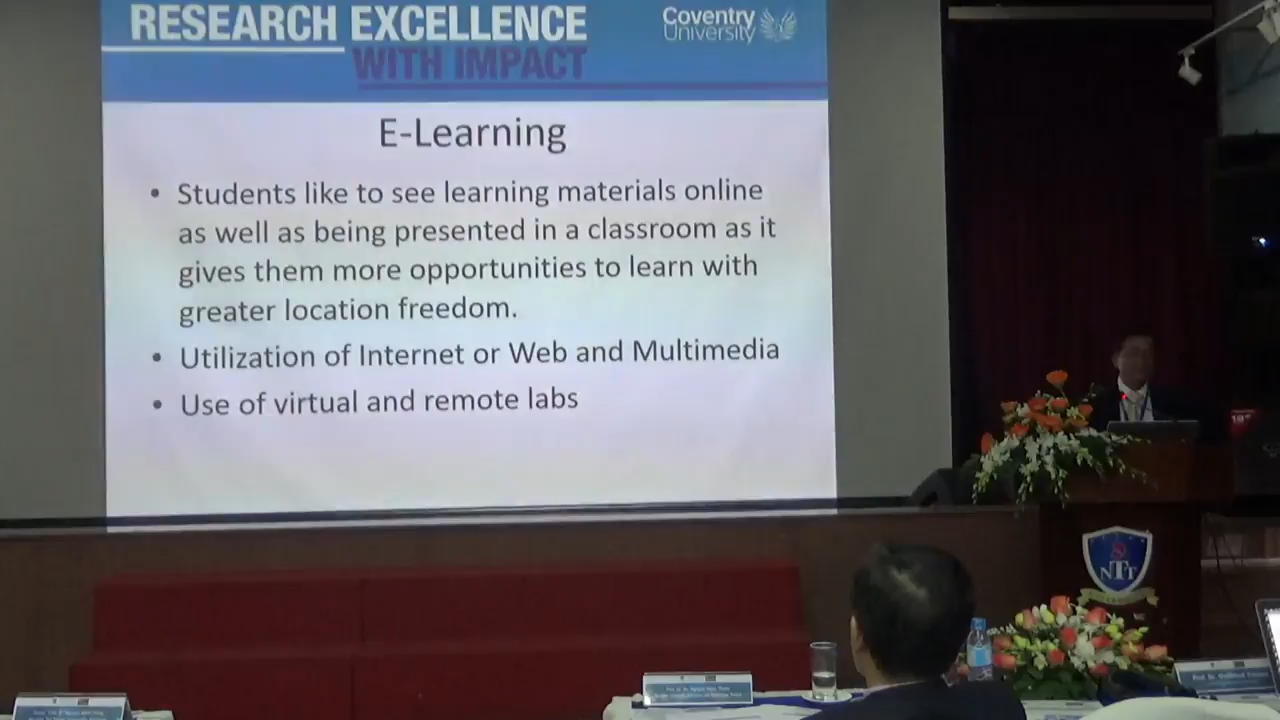 RESEARCH EXCELLENCE
WITH IMPACT
Coventry
University
E-Learning
• Students like to see learning materials online
as well as being presented in a classroom as it
gives them more opportunities to learn with
greater location freedom.
• Utilization of Internet or Web and Multimedia
• Use of virtual and remote labs
NTT